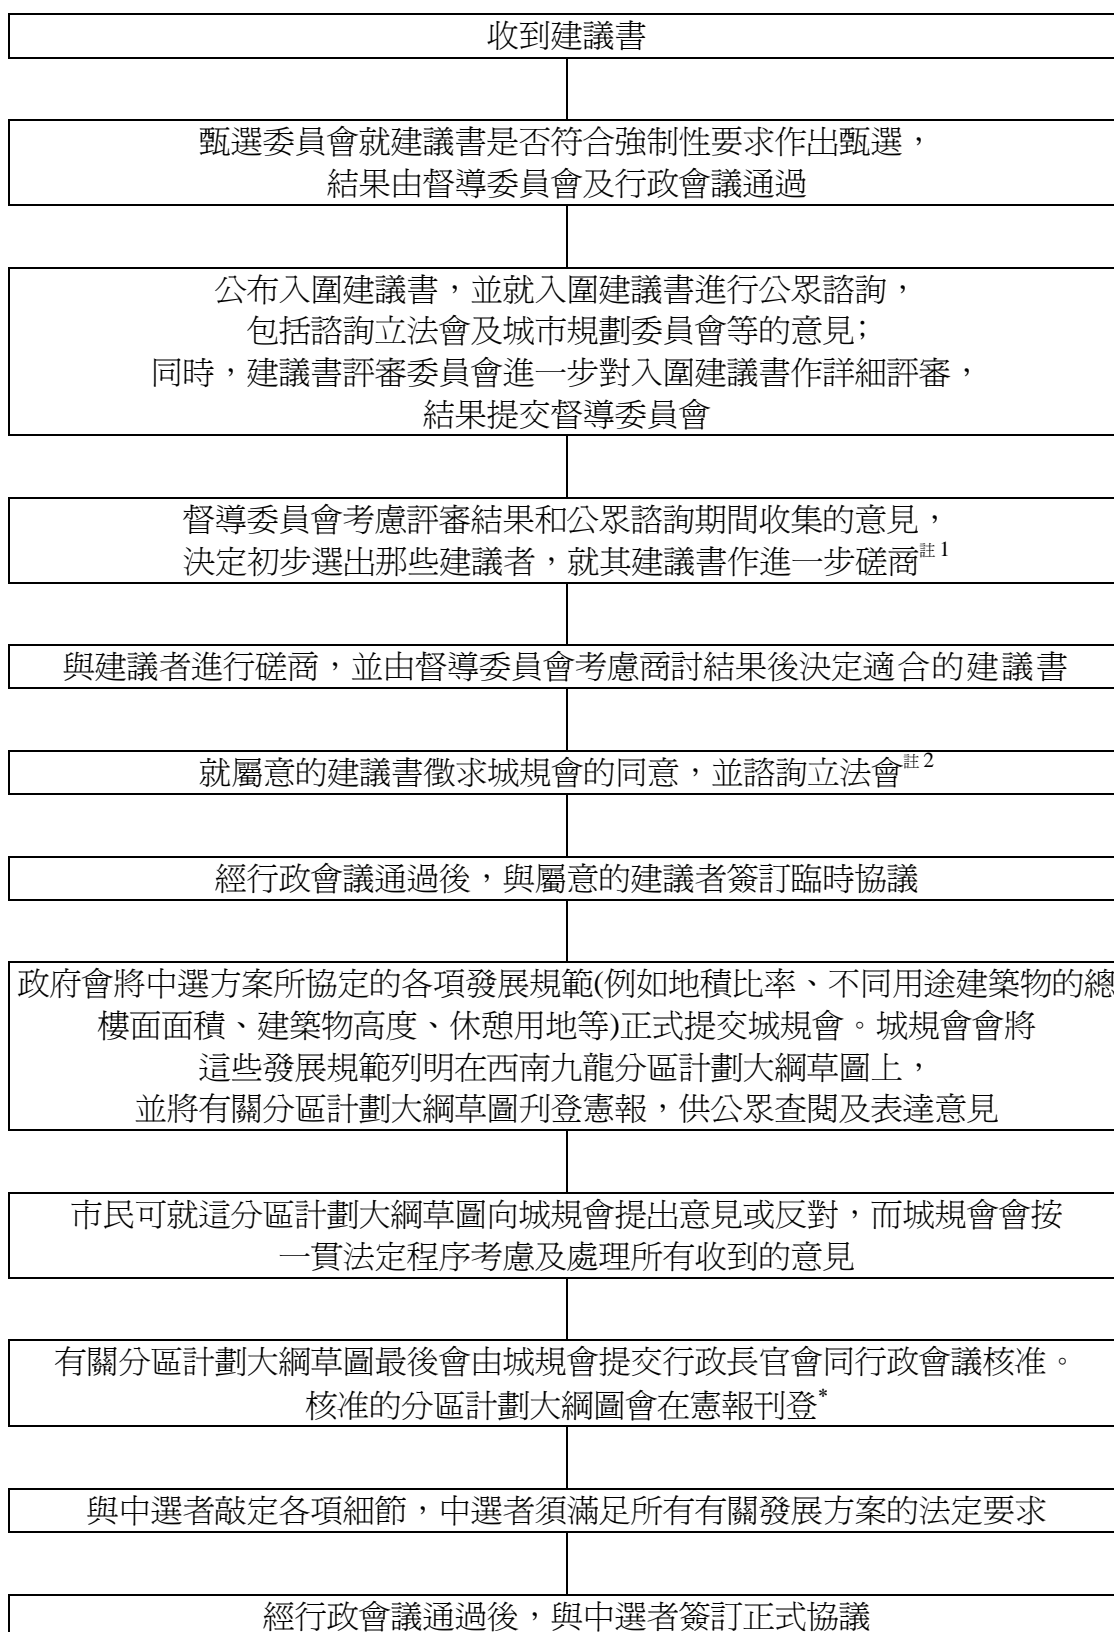 收到建議書
甄選委員會就建議書是否符合強制性要求作出甄選，
結果由督導委員會及行政會議通過
公布入圍建議書，並就入圍建議書進行公眾諮詢，
包括諮詢立法會及城市規劃委員會等的意見;
同時，建議書評審委員會進一步對入圍建議書作詳細評審，
結果提交督導委員會
督導委員會考慮評審結果和公眾諮詢期間收集的意見，
決定初步選出那些建議者，就其建議書作進一步磋商註1
與建議者進行磋商，並由督導委員會考慮商討結果後決定適合的建議書
就屬意的建議書徵求城規會的同意，並諮詢立法會註2
經行政會議通過後，與屬意的建議者簽訂臨時協議
政府會將中選方案所協定的各項發展規範(例如地積比率、不同用途建築物的總
樓面面積、建築物高度、休憩用地等)正式提交城規會。城規會會將
這些發展規範列明在西南九龍分區計劃大綱草圖上，
並將有關分區計劃大綱草圖刋登憲報，供公眾查閱及表達意見
市民可就這分區計劃大綱草圖向城規會提出意見或反對，而城規會會按
一貫法定程序考慮及處理所有收到的意見
有關分區計劃大綱草圖最後會由城規會提交行政長官會同行政會議核准。
核准的分區計劃大綱圖會在憲報刊登*
與中選者敲定各項細節，中選者須滿足所有有關發展方案的法定要求
經行政會議通過後，與中選者簽訂正式協議